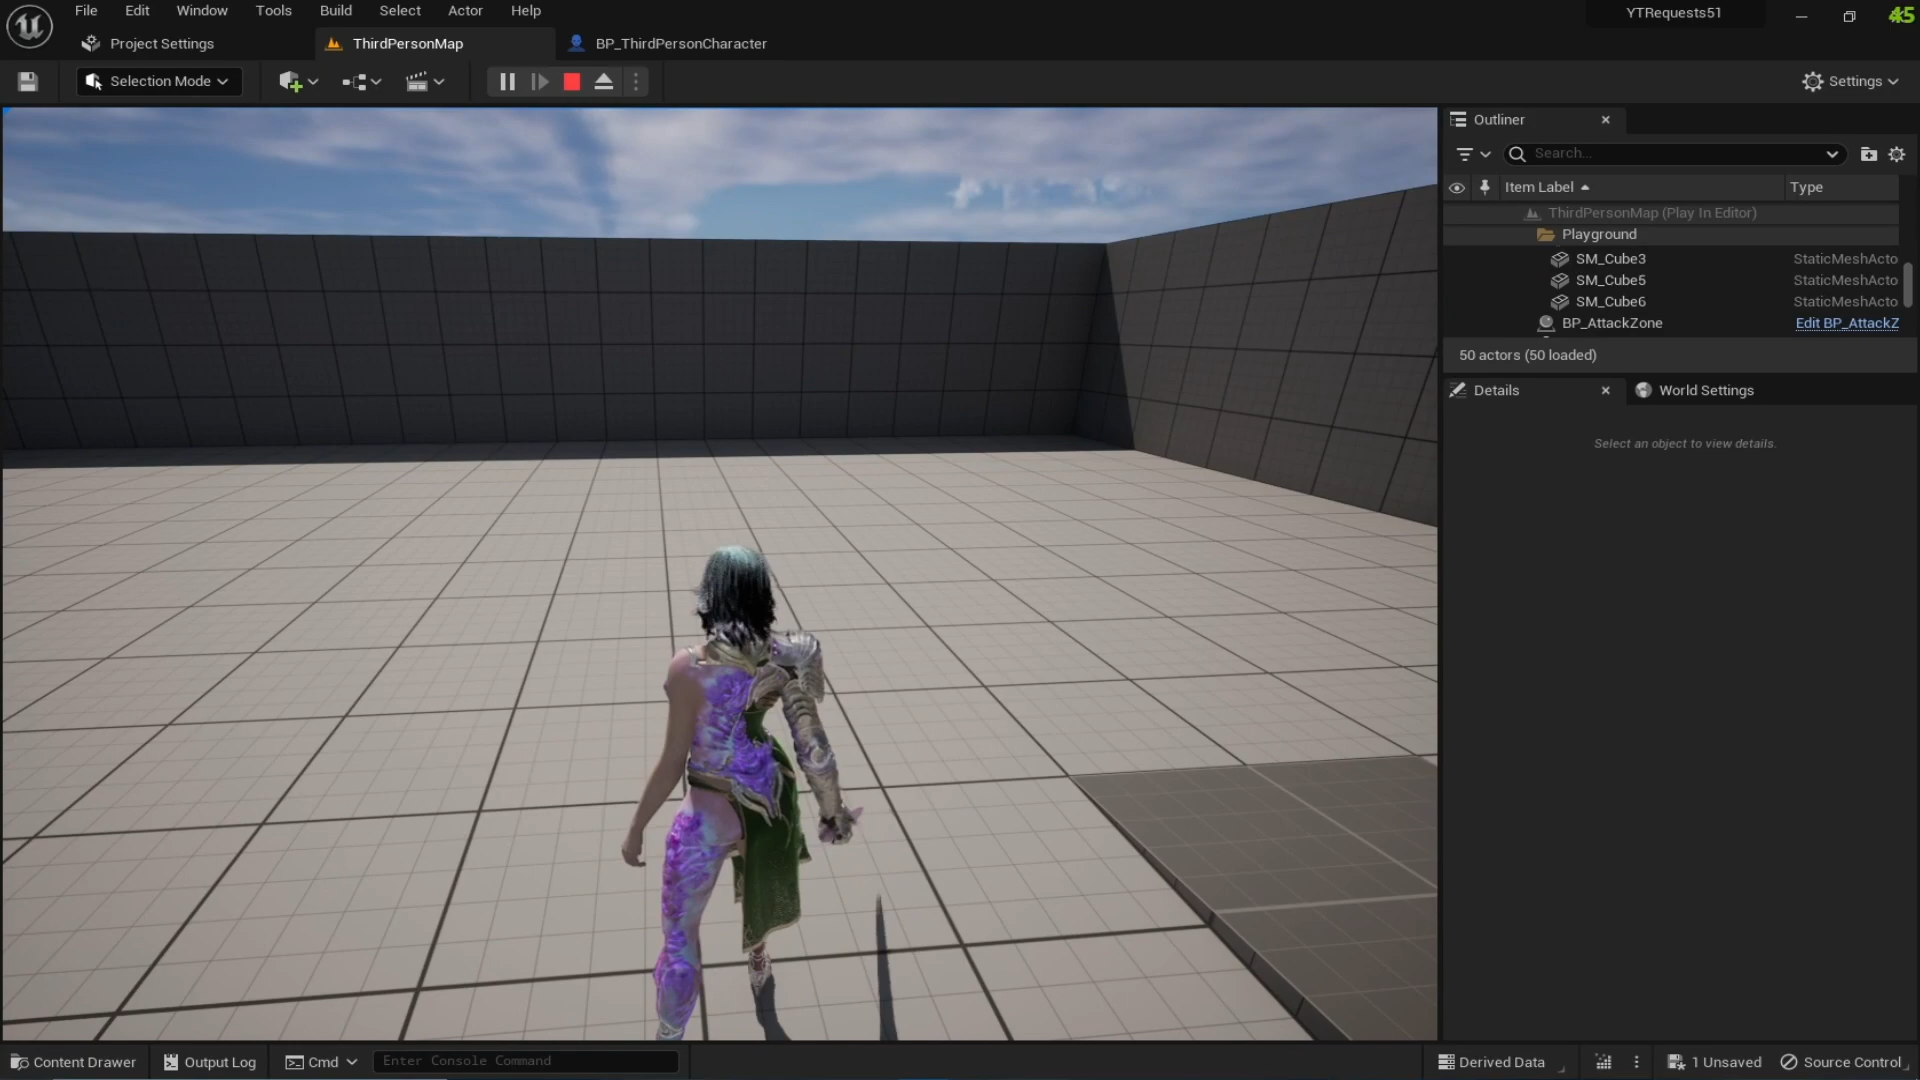 File Edit Window Tools Build Select Actor Help
YTRequests51
45
Project Settings
ThirdPersonMap
BP_ThirdPersonCharacter
Selection Mode
Settings
Outliner
Search...
Item Label
Type
ThirdPersonMap (Play In Editor)
Playground
SM_Cube3 StaticMeshActo
SM_Cube5 StaticMeshActo
SM_Cube6 StaticMeshActo
BP_AttackZone Edit BP_AttackZ
50 actors (50 loaded)
Details
World Settings
Select an object to view details.
Content Drawer
Output Log
Cmd
Enter Console Command
Derived Data
1 Unsaved
Source Control